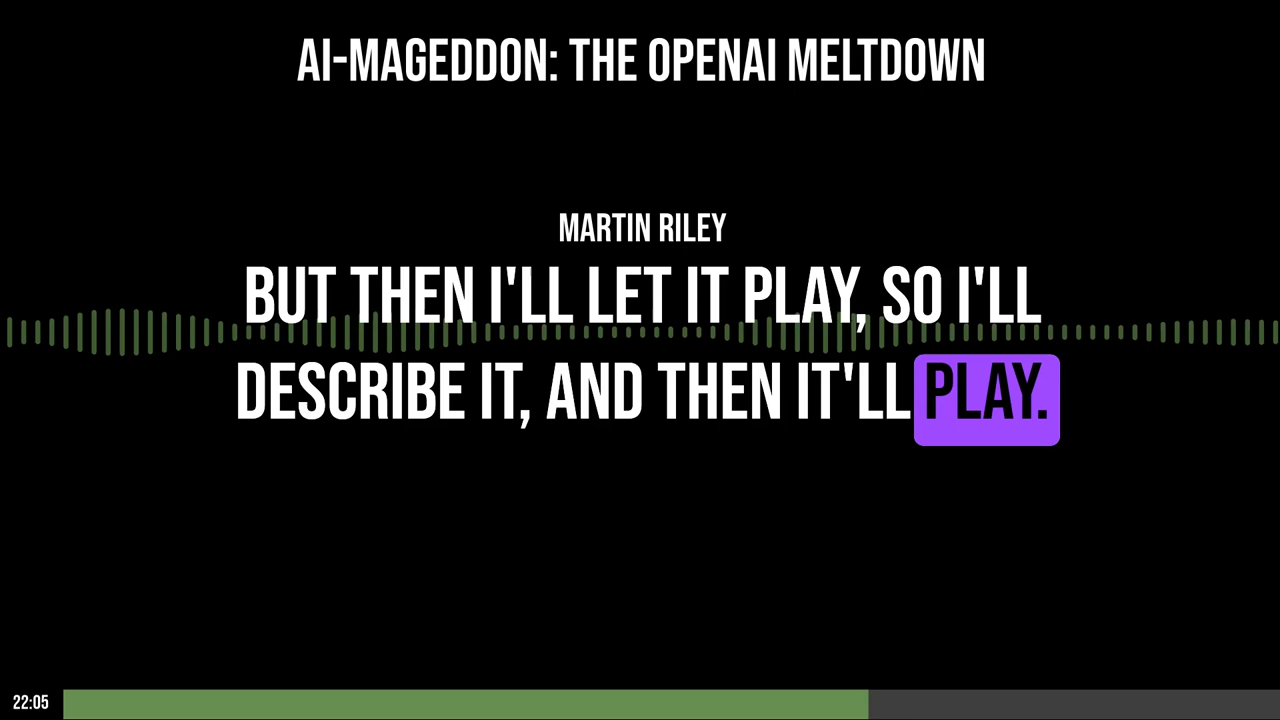 AI-MAGEDDON: THE OPENAI MELTDOWN
MARTIN RILEY
BUT THEN I'LL LET IT PLAY, SO I'LL
DESCRIBE IT, AND THEN IT'LL PLAY.
22:05